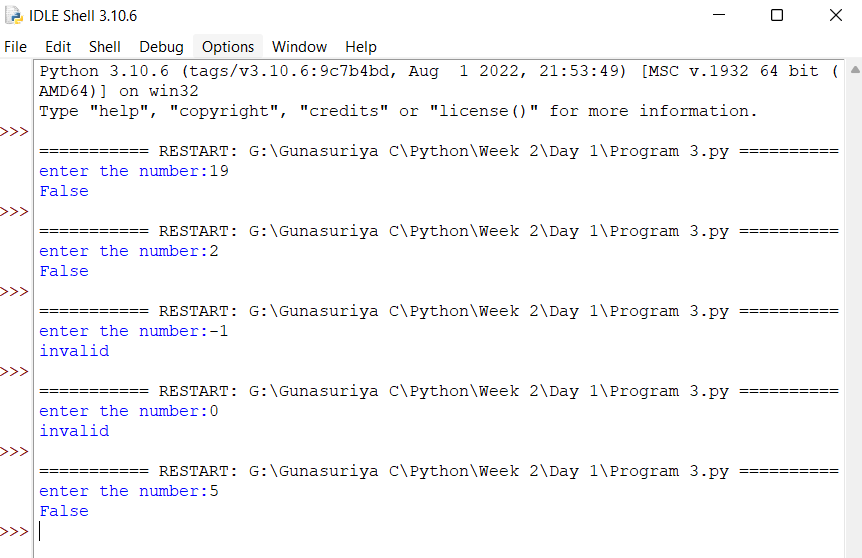 IDLE Shell 3.10.6
File Edit Shell Debug Options Window Help
Python 3.10.6 (tags/v3.10.6:9c7b4bd, Aug  1 2022, 21:53:49) [MSC v.1932 64 bit (
AMD64)] on win32
Type "help", "copyright", "credits" or "license()" for more information.
>>>
=========== RESTART: G:\Gunasuriya C\Python\Week 2\Day 1\Program 3.py ==========
enter the number:19
False
>>>
=========== RESTART: G:\Gunasuriya C\Python\Week 2\Day 1\Program 3.py ==========
enter the number:2
False
>>>
=========== RESTART: G:\Gunasuriya C\Python\Week 2\Day 1\Program 3.py ==========
enter the number:-1
invalid
>>>
=========== RESTART: G:\Gunasuriya C\Python\Week 2\Day 1\Program 3.py ==========
enter the number:0
invalid
>>>
=========== RESTART: G:\Gunasuriya C\Python\Week 2\Day 1\Program 3.py ==========
enter the number:5
False
>>>